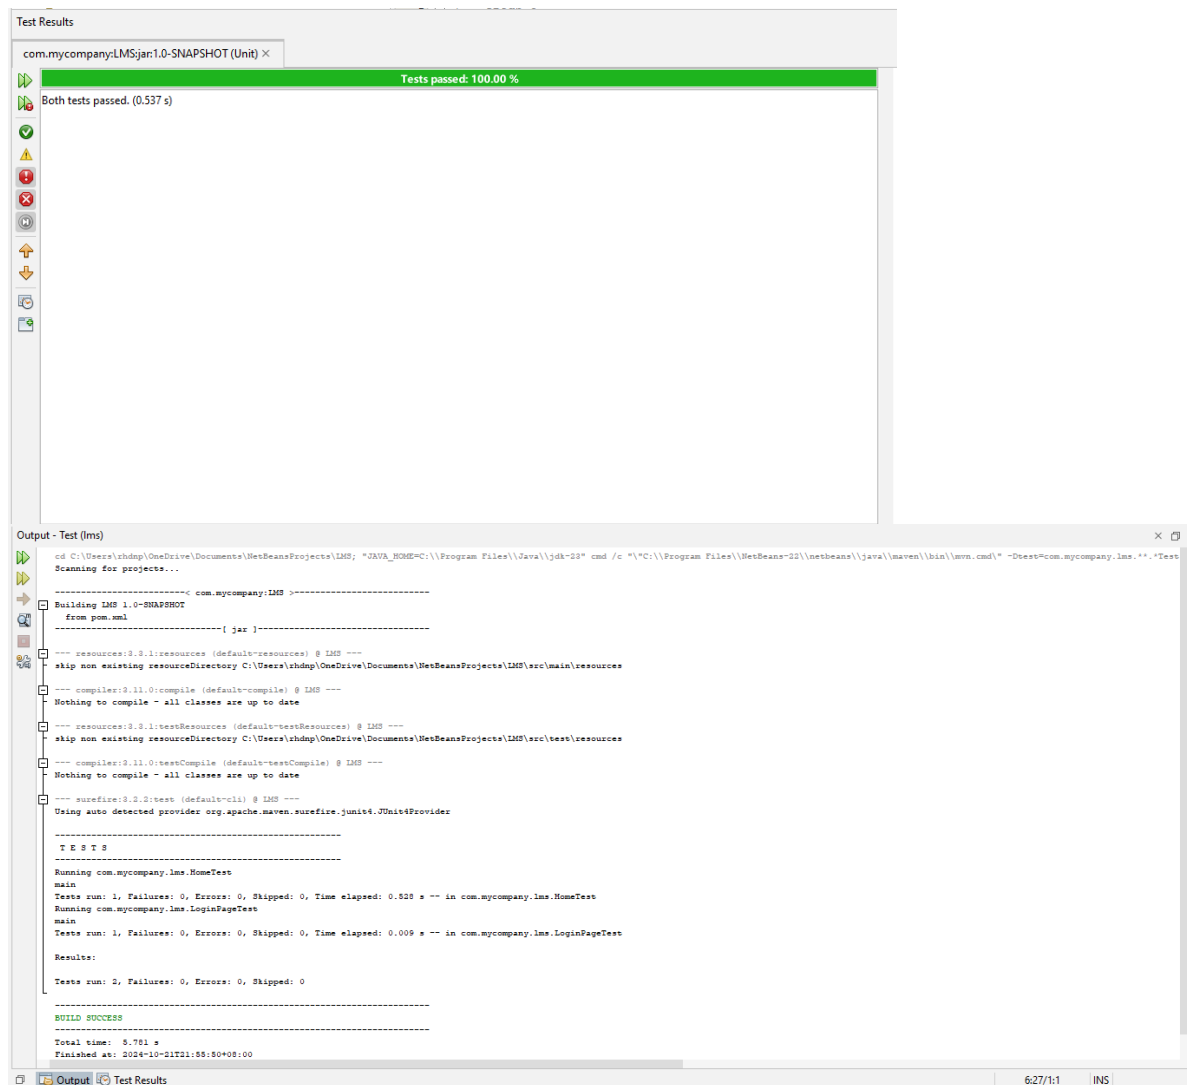 Test Results
com.mycompany:LMS:jar:1.0-SNAPSHOT (Unit) ×
Tests passed: 100.00 %
Both tests passed. (0.537 s)
Output - Test (lms)
cd C:\Users\rhdnp\OneDrive\Documents\NetBeansProjects\LMS; "JAVA_HOME=C:\\Program Files\\Java\\jdk-23" cmd /c "\"C:\\Program Files\\NetBeans-22\\netbeans\\java\\maven\\bin\\mvn.cmd\" -Dtest=com.mycompany.lms.**.*Test
Scanning for projects...
-----------------------< com.mycompany:LMS >------------------------
Building LMS 1.0-SNAPSHOT
from pom.xml
--------------------------------[ jar ]---------------------------------
--- resources:3.3.1:resources (default-resources) @ LMS ---
skip non existing resourceDirectory C:\Users\rhdnp\OneDrive\Documents\NetBeansProjects\LMS\src\main\resources
--- compiler:3.11.0:compile (default-compile) @ LMS ---
Nothing to compile - all classes are up to date
--- resources:3.3.1:testResources (default-testResources) @ LMS ---
skip non existing resourceDirectory C:\Users\rhdnp\OneDrive\Documents\NetBeansProjects\LMS\src\test\resources
--- compiler:3.11.0:testCompile (default-testCompile) @ LMS ---
Nothing to compile - all classes are up to date
--- surefire:3.2.2:test (default-cli) @ LMS ---
Using auto detected provider org.apache.maven.surefire.junit4.JUnit4Provider
-------------------------------------------------------
T E S T S
-------------------------------------------------------
Running com.mycompany.lms.HomeTest
main
Tests run: 1, Failures: 0, Errors: 0, Skipped: 0, Time elapsed: 0.528 s -- in com.mycompany.lms.HomeTest
Running com.mycompany.lms.LoginPageTest
main
Tests run: 1, Failures: 0, Errors: 0, Skipped: 0, Time elapsed: 0.009 s -- in com.mycompany.lms.LoginPageTest
Results:
Tests run: 2, Failures: 0, Errors: 0, Skipped: 0
------------------------------------------------------------------------
BUILD SUCCESS
------------------------------------------------------------------------
Total time:  5.781 s
Finished at: 2024-10-21T21:55:50+08:00
Output Test Results 6:27/1:1 INS